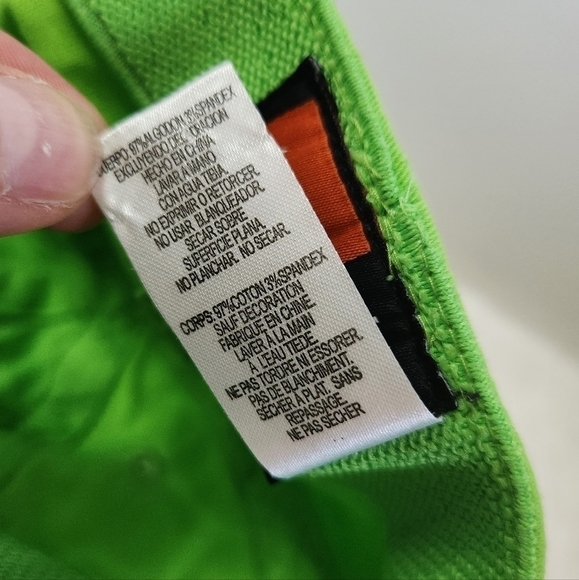 CUERPO: 97%ALGODON 3%SPANDEX
EXCLUYENDO DECORACION
HECHO EN CHINA
LAVAR A MANO
CON AGUA TIBIA
NO EXPRIMIR O RETORCER
NO USAR BLANQUEADOR.
SECAR SOBRE
SUPERFICIE PLANA.
NO PLANCHAR. NO SECAR.
CORPS: 97%COTON 3%SPANDEX
SAUF DECORATION
FABRIQUE EN CHINE
LAVER À LA MAIN
A L'EAU TIEDE
NE PAS TORDRE NI ESSORER.
PAS DE BLANCHIMENT.
SÉCHER À PLAT. SANS
REPASSAGE.
NE PAS SÉCHER